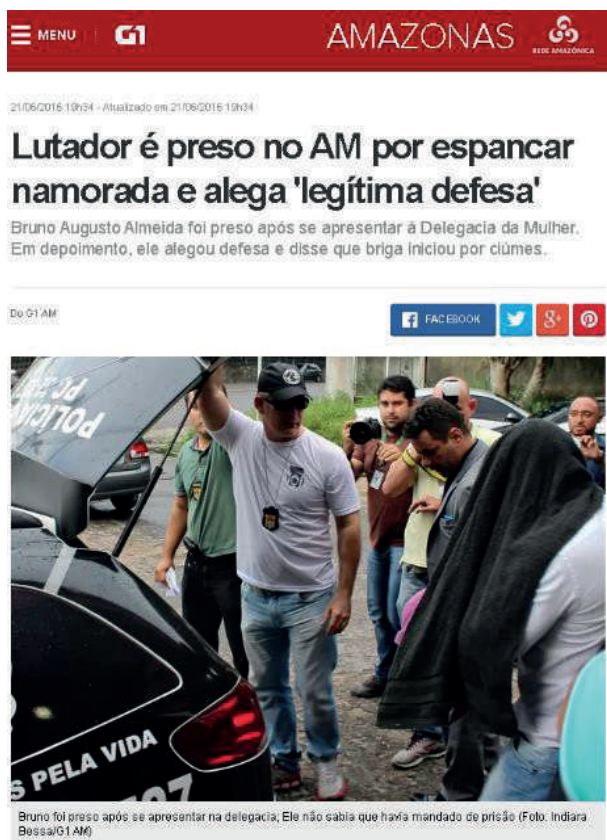 MENU G1 AMAZONAS
REDE AMAZÔNICA
21/06/2016 19h34 - Atualizado em 21/06/2016 19h34
Lutador é preso no AM por espancar
namorada e alega 'legítima defesa'
Bruno Augusto Almeida foi preso após se apresentar à Delegacia da Mulher.
Em depoimento, ele alegou defesa e disse que briga iniciou por ciúmes.
Do G1 AM
FACEBOOK
POLICIA
S PELA VIDA
Bruno foi preso após se apresentar na delegacia; Ele não sabia que havia mandado de prisão (Foto: Indiara
Bessa/G1 AM)